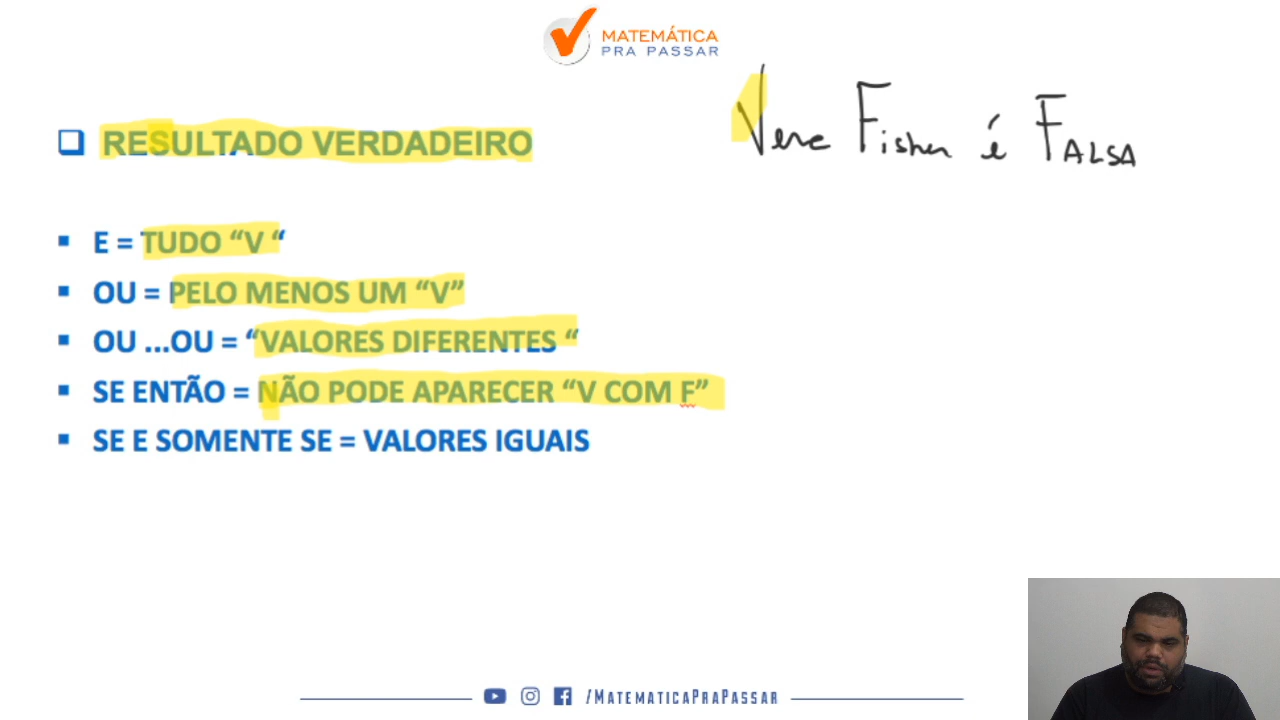 MATEMÁTICA
PRA PASSAR
Vera Fisher é FALSA
RESULTADO VERDADEIRO
E = TUDO “V “
OU = PELO MENOS UM “V”
OU ...OU = “VALORES DIFERENTES “
SE ENTÃO = NÃO PODE APARECER “V COM F”
SE E SOMENTE SE = VALORES IGUAIS
/MATEMATICAPRAPASSAR